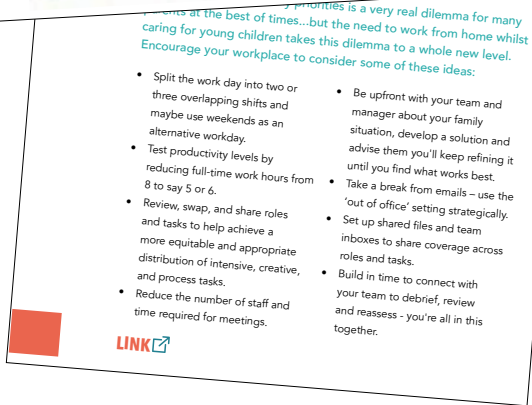 priorities is a very real dilemma for many
parents at the best of times...but the need to work from home whilst
caring for young children takes this dilemma to a whole new level.
Encourage your workplace to consider some of these ideas:
• Split the work day into two or
three overlapping shifts and
maybe use weekends as an
alternative workday.
• Test productivity levels by
reducing full-time work hours from
8 to say 5 or 6.
• Review, swap, and share roles
and tasks to help achieve a
more equitable and appropriate
distribution of intensive, creative,
and process tasks.
• Reduce the number of staff and
time required for meetings.
• Be upfront with your team and
manager about your family
situation, develop a solution and
advise them you'll keep refining it
until you find what works best.
• Take a break from emails – use the
'out of office' setting strategically.
• Set up shared files and team
inboxes to share coverage across
roles and tasks.
• Build in time to connect with
your team to debrief, review
and reassess - you're all in this
together.
LINK